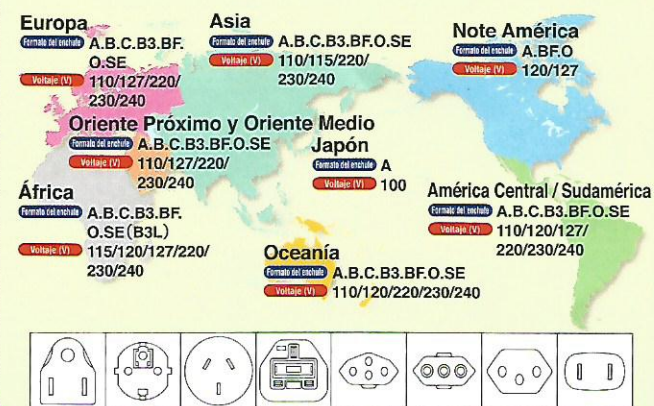 Europa
Formato del enchufe A.B.C.B3.BF.
O.SE
Voltaje (V) 110/127/220/
230/240
Asia
Formato del enchufe A.B.C.B3.BF.O.SE
Voltaje (V) 110/115/220/
230/240
Note América
Formato del enchufe A.BF.O
Voltaje (V) 120/127
Oriente Próximo y Oriente Medio
Formato del enchufe A.B.C.B3.BF.O.SE
Voltaje (V) 110/127/220/
230/240
Japón
Formato del enchufe A
Voltaje (V) 100
África
Formato del enchufe A.B.C.B3.BF.
O.SE(B3L)
Voltaje (V) 115/120/127/220/
230/240
América Central / Sudamérica
Formato del enchufe A.B.C.B3.BF.O.SE
Voltaje (V) 110/120/127/
220/230/240
Oceanía
Formato del enchufe A.B.C.B3.BF.O.SE
Voltaje (V) 110/120/220/230/240